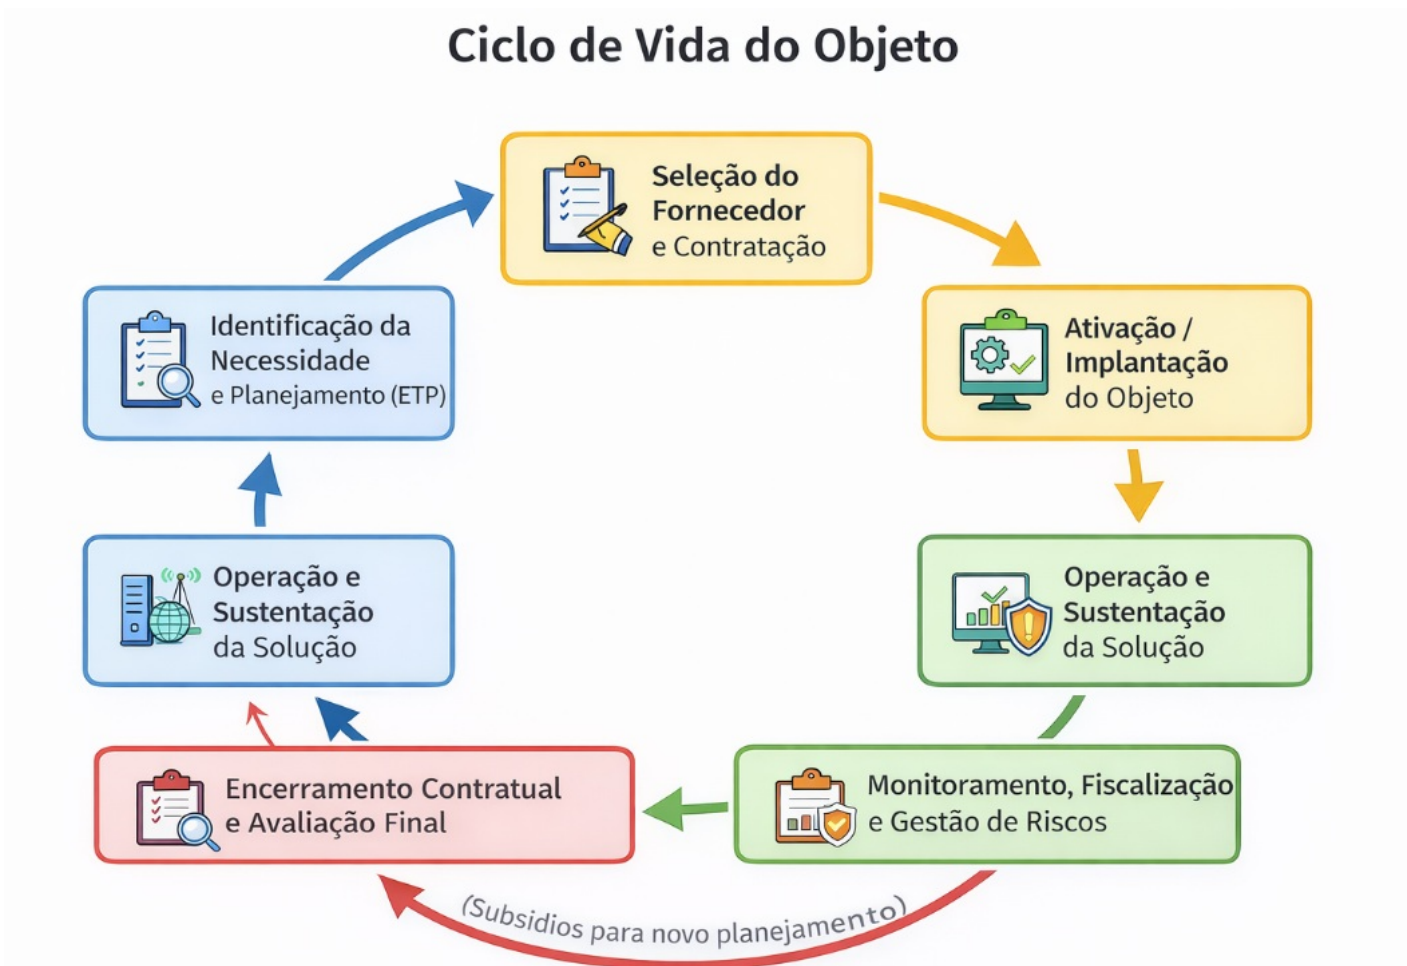 Ciclo de Vida do Objeto
Seleção do
Fornecedor
e Contratação
Ativação /
Implantação
do Objeto
Operação e
Sustentação
da Solução
Monitoramento, Fiscalização
e Gestão de Riscos
(Subsidios para novo planejamento)
Encerramento Contratual
e Avaliação Final
Operação e
Sustentação
da Solução
Identificação da
Necessidade
e Planejamento (ETP)